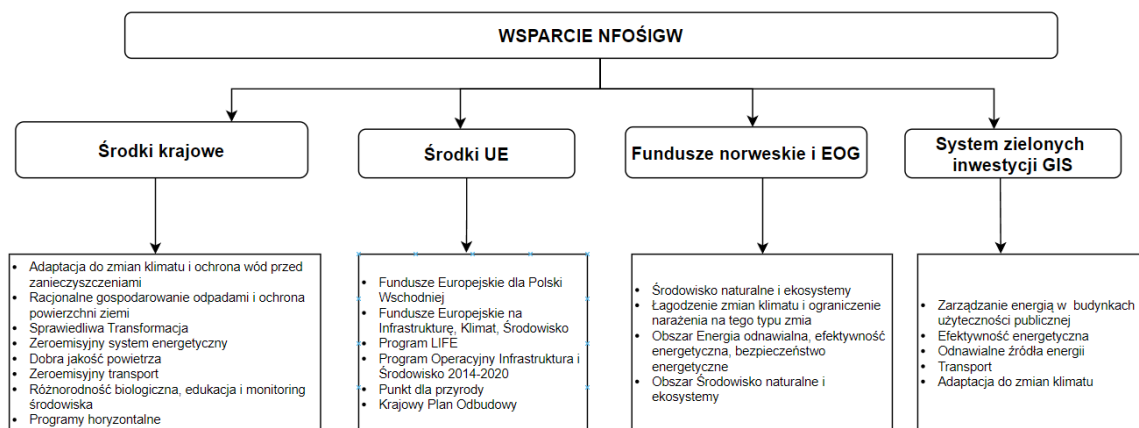 WSPARCIE NFOŚIGW
Środki krajowe
Środki UE
Fundusze norweskie i EOG
System zielonych
inwestycji GIS
• Adaptacja do zmian klimatu i ochrona wód przed
zanieczyszczeniami
• Racjonalne gospodarowanie odpadami i ochrona
powierzchni ziemi
• Sprawiedliwa Transformacja
• Zeroemisyjny system energetyczny
• Dobra jakość powietrza
• Zeroemisyjny transport
• Różnorodność biologiczna, edukacja i monitoring
środowiska
• Programy horyzontalne
• Fundusze Europejskie dla Polski
Wschodniej
• Fundusze Europejskie na
Infrastrukturę, Klimat, Środowisko
• Program LIFE
• Program Operacyjny Infrastruktura i
Środowisko 2014-2020
• Punkt dla przyrody
• Krajowy Plan Odbudowy
• Środowisko naturalne i ekosystemy
• Łagodzenie zmian klimatu i ograniczenie
narażenia na tego typu zmia
• Obszar Energia odnawialna, efektywność
energetyczna, bezpieczeństwo
energetyczne
• Obszar Środowisko naturalne i
ekosystemy
• Zarządzanie energią w budynkach
użyteczności publicznej
• Efektywność energetyczna
• Odnawialne źródła energii
• Transport
• Adaptacja do zmian klimatu